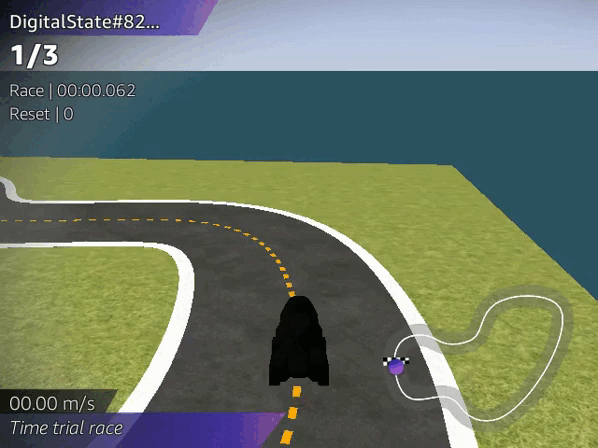 DigitalState#82...
1/3
Race | 00:00.062
Reset | 0
00.00 m/s
Time trial race